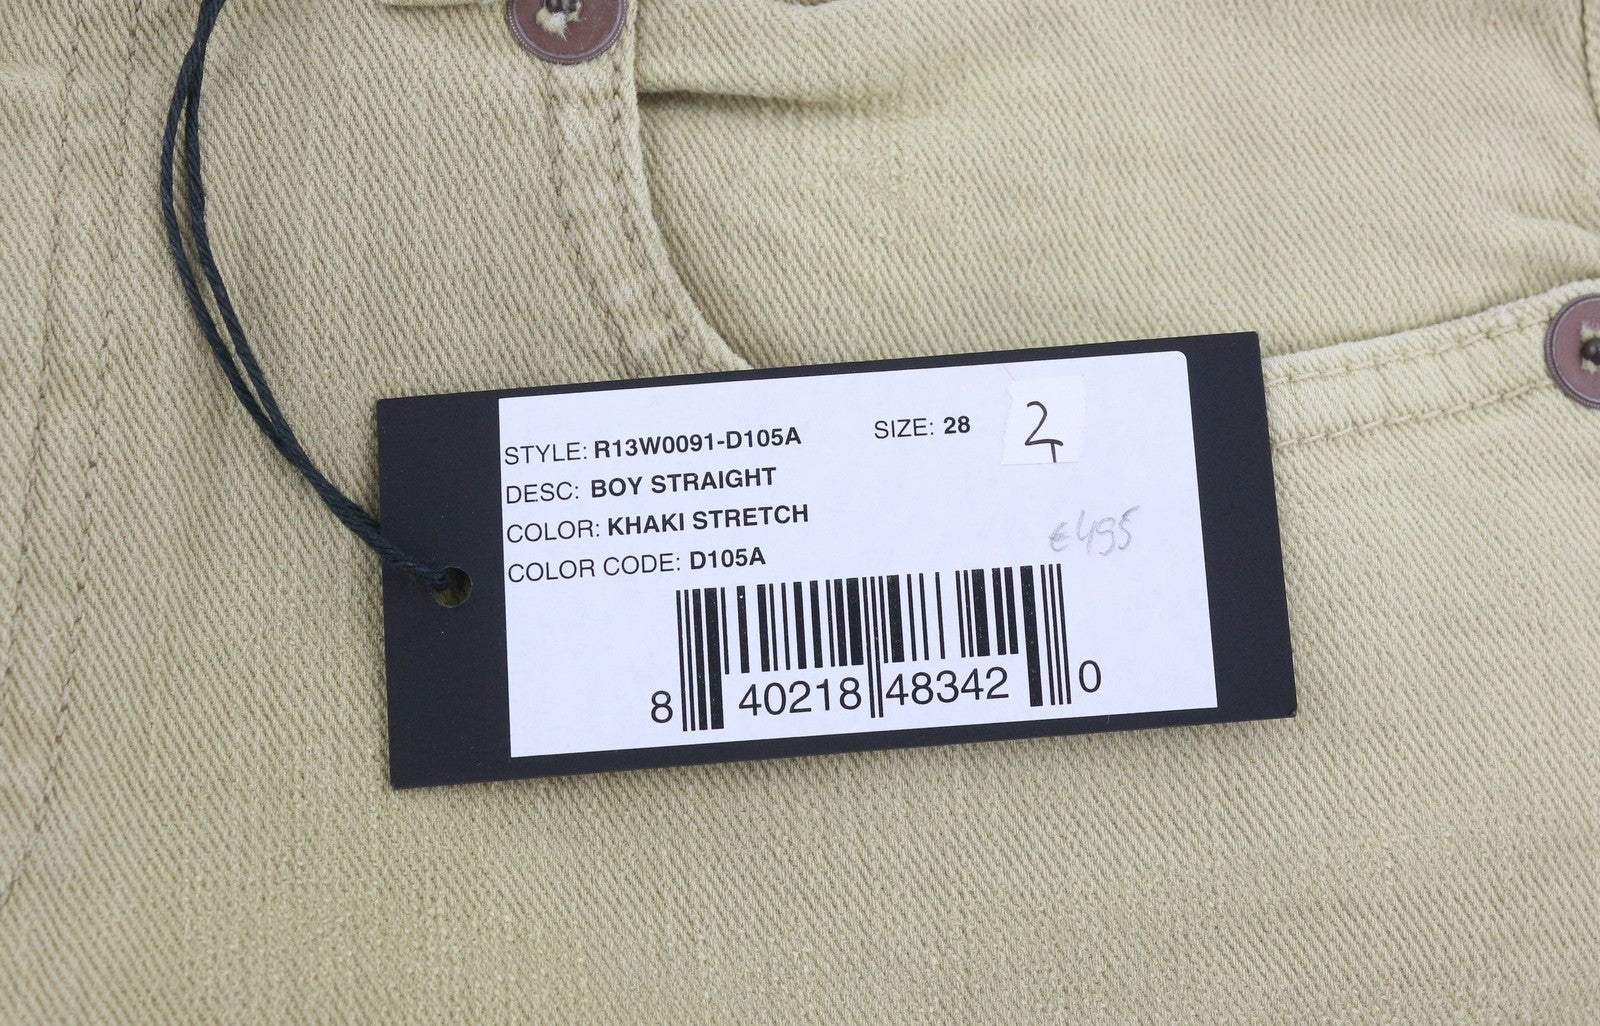 STYLE: R13W0091-D105A SIZE: 28 2
DESC: BOY STRAIGHT
COLOR: KHAKI STRETCH
€495
COLOR CODE: D105A
8 40218 48342 0